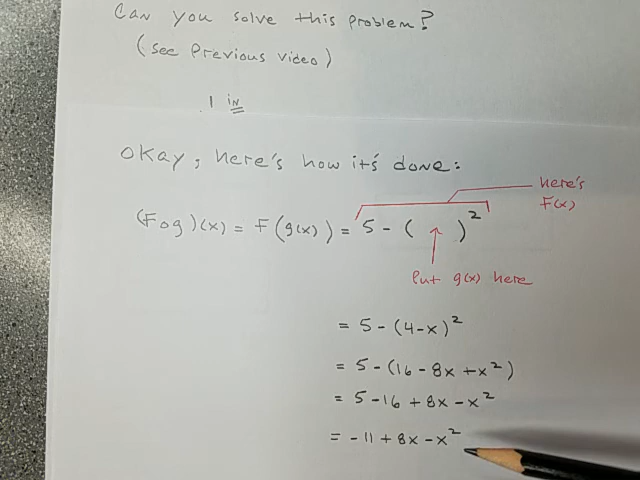 Can you solve this problem?
(see Previous video)
.1 in
Okay, here's how it's done:
here's
F(x)
(Fog)(x) = F(g(x)) = 5 - ( )²
Put g(x) here
= 5 - (4-x)²
= 5 - (16 - 8x + x²)
= 5 - 16 + 8x - x²
= - 11 + 8x - x²